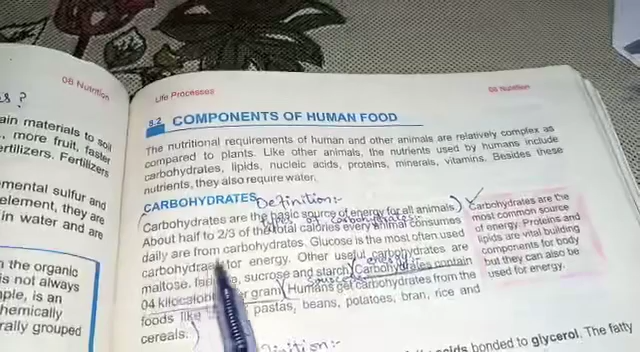 08 Nutrition
s?
ain materials to soil
more fruit, faster
ertilizers. Fertilizers
mental sulfur and
element, they are
in water and are
n the organic
is not always
ple, is an
hemically
rally grouped
Life Processes
08 Nutrition
8.2 COMPONENTS OF HUMAN FOOD
The nutritional requirements of human and other animals are relatively complex as
compared to plants. Like other animals, the nutrients used by humans include
carbohydrates, lipids, nucleic acids, proteins, minerals, vitamins. Besides these
nutrients, they also require water.
CARBOHYDRATES Definition:-
Carbohydrates are the basic source of energy for all animals.
of carbohydrates:-
About half to 2/3 of the total calories every animal consumes
daily are from carbohydrates. Glucose is the most often used
for energy. Other useful carbohydrates are
maltose, sucrose and starch. Carbohydrates contain
04 gram. Humans get carbohydrates from the
foods like pastas, beans, potatoes, bran, rice and
cereals.
Carbohydrates are the
most common source
of energy. Proteins and
lipids are vital building
components for body
but they can also be
used for energy.
nition:-
bonded to glycerol. The fatty